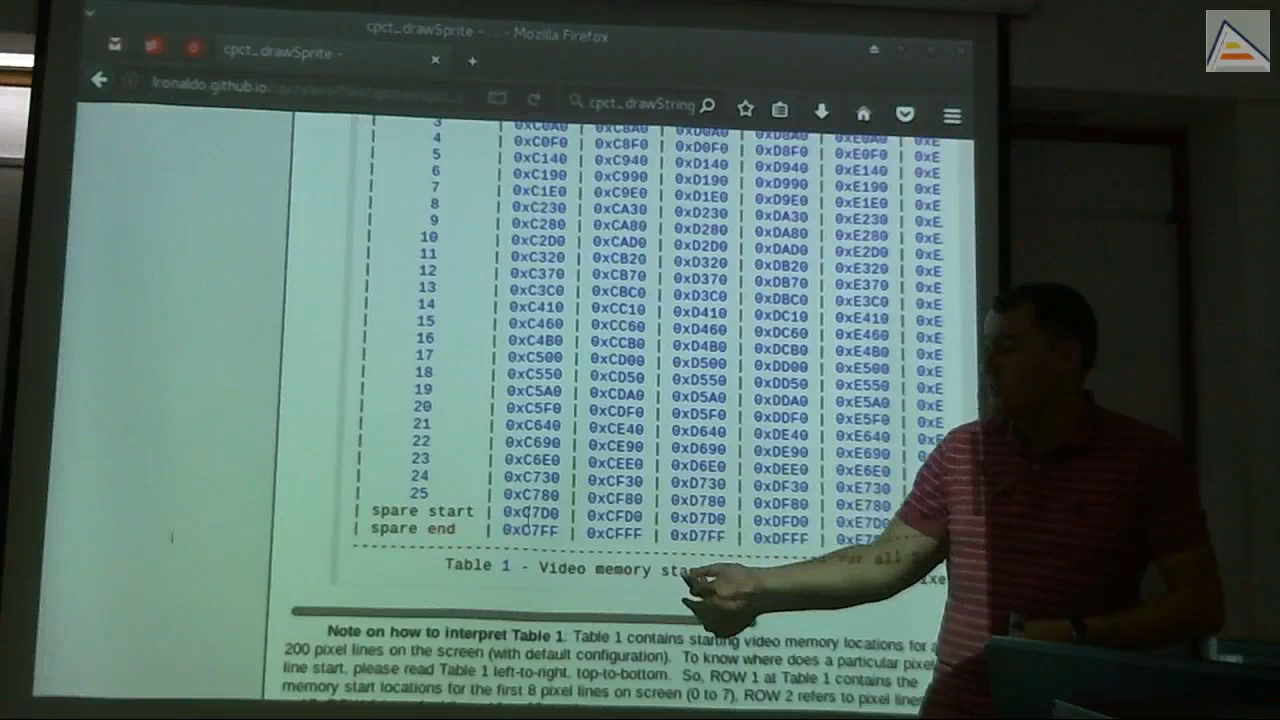 cpct_drawSprite - ... - Mozilla Firefox
cpct_drawSprite -
lronaldo.github.io
cpct_drawString
3 | 0xC0A0 | 0xC8A0 | 0xD0A0 | 0xD8A0 | 0xE0A0 | 0xE
4 | 0xC0F0 | 0xC8F0 | 0xD0F0 | 0xD8F0 | 0xE0F0 | 0xE
5 | 0xC140 | 0xC940 | 0xD140 | 0xD940 | 0xE140 | 0xE
6 | 0xC190 | 0xC990 | 0xD190 | 0xD990 | 0xE190 | 0xE
7 | 0xC1E0 | 0xC9E0 | 0xD1E0 | 0xD9E0 | 0xE1E0 | 0xE
8 | 0xC230 | 0xCA30 | 0xD230 | 0xDA30 | 0xE230 | 0xE
9 | 0xC280 | 0xCA80 | 0xD280 | 0xDA80 | 0xE280 | 0xE
10 | 0xC2D0 | 0xCAD0 | 0xD2D0 | 0xDAD0 | 0xE2D0 | 0xE
11 | 0xC320 | 0xCB20 | 0xD320 | 0xDB20 | 0xE320 | 0xE
12 | 0xC370 | 0xCB70 | 0xD370 | 0xDB70 | 0xE370 | 0xE
13 | 0xC3C0 | 0xCBC0 | 0xD3C0 | 0xDBC0 | 0xE3C0 | 0xE
14 | 0xC410 | 0xCC10 | 0xD410 | 0xDC10 | 0xE410 | 0xE
15 | 0xC460 | 0xCC60 | 0xD460 | 0xDC60 | 0xE460 | 0xE
16 | 0xC4B0 | 0xCCB0 | 0xD4B0 | 0xDCB0 | 0xE4B0 | 0xE
17 | 0xC500 | 0xCD00 | 0xD500 | 0xDD00 | 0xE500 | 0xE
18 | 0xC550 | 0xCD50 | 0xD550 | 0xDD50 | 0xE550 | 0xE
19 | 0xC5A0 | 0xCDA0 | 0xD5A0 | 0xDDA0 | 0xE5A0 | 0xE
20 | 0xC5F0 | 0xCDF0 | 0xD5F0 | 0xDDF0 | 0xE5F0 | 0xE
21 | 0xC640 | 0xCE40 | 0xD640 | 0xDE40 | 0xE640 | 0xE
22 | 0xC690 | 0xCE90 | 0xD690 | 0xDE90 | 0xE690
23 | 0xC6E0 | 0xCEE0 | 0xD6E0 | 0xDEE0 | 0xE6E0
24 | 0xC730 | 0xCF30 | 0xD730 | 0xDF30 | 0xE730
25 | 0xC780 | 0xCF80 | 0xD780 | 0xDF80 | 0xE780
spare start | 0xC7D0 | 0xCFD0 | 0xD7D0 | 0xDFD0 | 0xE7D0
spare end | 0xC7FF | 0xCFFF | 0xD7FF | 0xDFFF | 0xE7
Table 1 - Video memory star
Note on how to interpret Table 1: Table 1 contains starting video memory locations for a
200 pixel lines on the screen (with default configuration). To know where does a particular pixel
line start, please read Table 1 left-to-right, top-to-bottom. So, ROW 1 at Table 1 contains the
memory start locations for the first 8 pixel lines on screen (0 to 7). ROW 2 refers to pixel lines